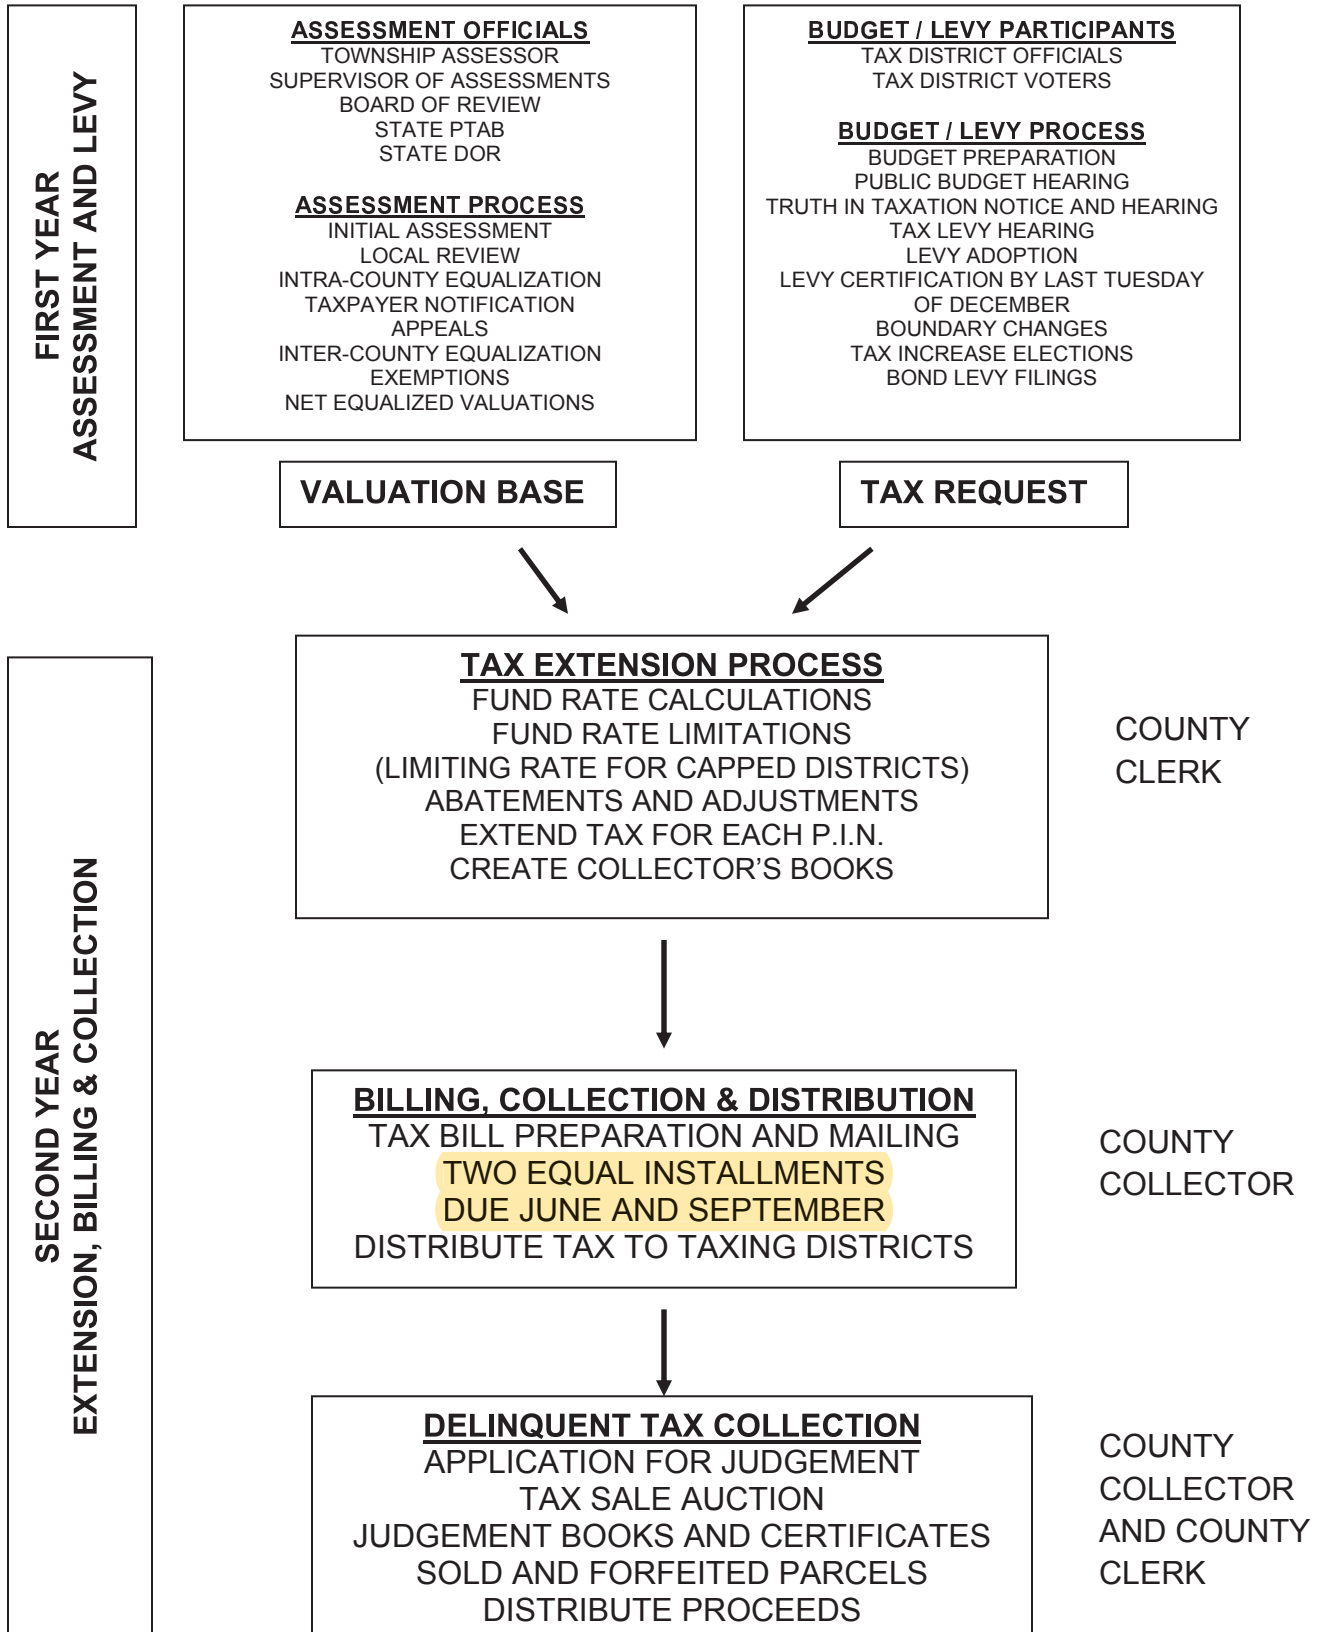 FIRST YEAR
ASSESSMENT AND LEVY
ASSESSMENT OFFICIALS
TOWNSHIP ASSESSOR
SUPERVISOR OF ASSESSMENTS
BOARD OF REVIEW
STATE PTAB
STATE DOR
ASSESSMENT PROCESS
INITIAL ASSESSMENT
LOCAL REVIEW
INTRA-COUNTY EQUALIZATION
TAXPAYER NOTIFICATION
APPEALS
INTER-COUNTY EQUALIZATION
EXEMPTIONS
NET EQUALIZED VALUATIONS
BUDGET / LEVY PARTICIPANTS
TAX DISTRICT OFFICIALS
TAX DISTRICT VOTERS
BUDGET / LEVY PROCESS
BUDGET PREPARATION
PUBLIC BUDGET HEARING
TRUTH IN TAXATION NOTICE AND HEARING
TAX LEVY HEARING
LEVY ADOPTION
LEVY CERTIFICATION BY LAST TUESDAY
OF DECEMBER
BOUNDARY CHANGES
TAX INCREASE ELECTIONS
BOND LEVY FILINGS
VALUATION BASE
TAX REQUEST
SECOND YEAR
EXTENSION, BILLING & COLLECTION
TAX EXTENSION PROCESS
FUND RATE CALCULATIONS
FUND RATE LIMITATIONS
(LIMITING RATE FOR CAPPED DISTRICTS)
ABATEMENTS AND ADJUSTMENTS
EXTEND TAX FOR EACH P.I.N.
CREATE COLLECTOR’S BOOKS
COUNTY
CLERK
BILLING, COLLECTION & DISTRIBUTION
TAX BILL PREPARATION AND MAILING
TWO EQUAL INSTALLMENTS
DUE JUNE AND SEPTEMBER
DISTRIBUTE TAX TO TAXING DISTRICTS
COUNTY
COLLECTOR
DELINQUENT TAX COLLECTION
APPLICATION FOR JUDGEMENT
TAX SALE AUCTION
JUDGEMENT BOOKS AND CERTIFICATES
SOLD AND FORFEITED PARCELS
DISTRIBUTE PROCEEDS
COUNTY
COLLECTOR
AND COUNTY
CLERK